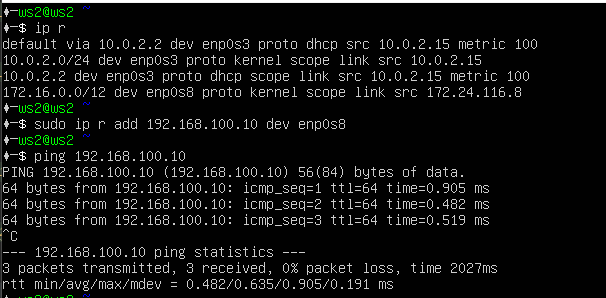 ♦─ws2@ws2 ~
♦─$ ip r
default via 10.0.2.2 dev enp0s3 proto dhcp src 10.0.2.15 metric 100
10.0.2.0/24 dev enp0s3 proto kernel scope link src 10.0.2.15
10.0.2.2 dev enp0s3 proto dhcp scope link src 10.0.2.15 metric 100
172.16.0.0/12 dev enp0s8 proto kernel scope link src 172.24.116.8
♦─ws2@ws2 ~
♦─$ sudo ip r add 192.168.100.10 dev enp0s8
♦─ws2@ws2 ~
♦─$ ping 192.168.100.10
PING 192.168.100.10 (192.168.100.10) 56(84) bytes of data.
64 bytes from 192.168.100.10: icmp_seq=1 ttl=64 time=0.905 ms
64 bytes from 192.168.100.10: icmp_seq=2 ttl=64 time=0.482 ms
64 bytes from 192.168.100.10: icmp_seq=3 ttl=64 time=0.519 ms
^C
--- 192.168.100.10 ping statistics ---
3 packets transmitted, 3 received, 0% packet loss, time 2027ms
rtt min/avg/max/mdev = 0.482/0.635/0.905/0.191 ms
♦─ws2@ws2 ~